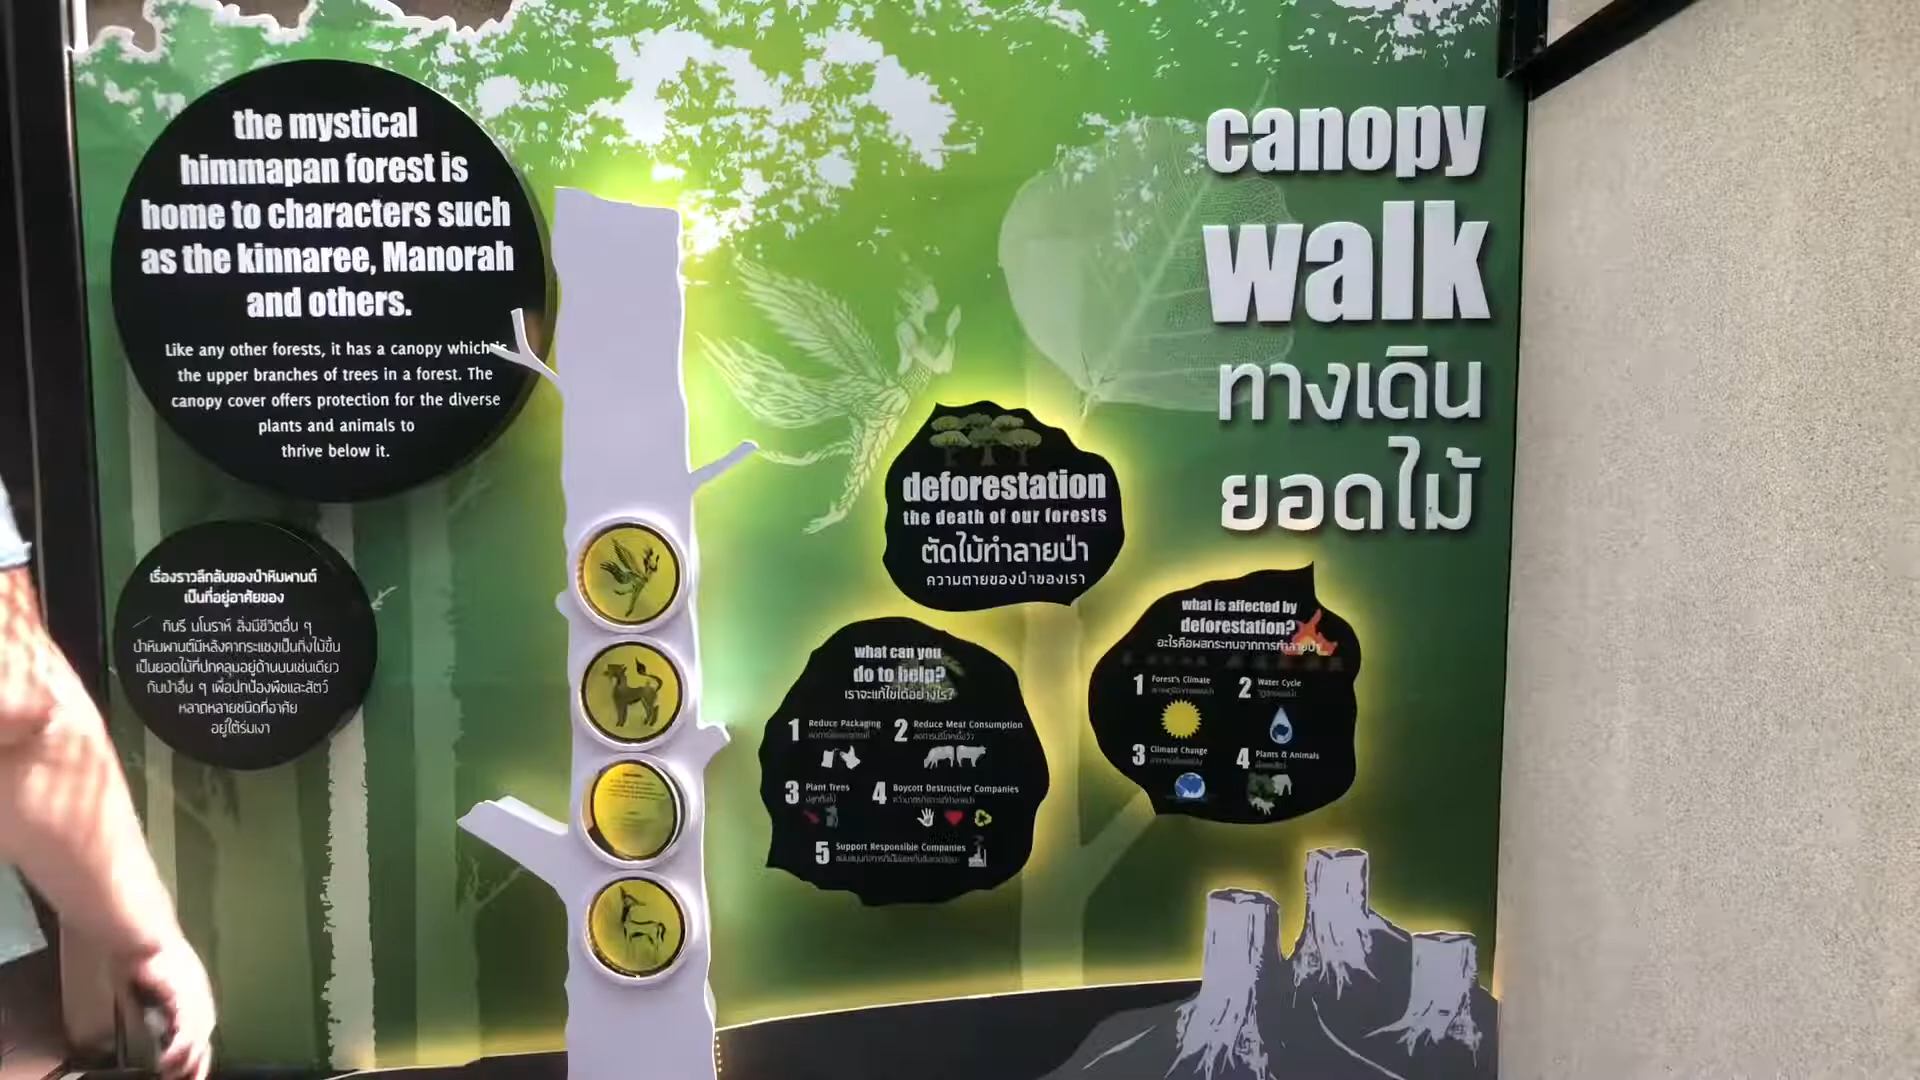 the mystical
himmapan forest is
home to characters such
as the kinnaree, Manorah
and others.
Like any other forests, it has a canopy which is
the upper branches of trees in a forest. The
canopy cover offers protection for the diverse
plants and animals to
thrive below it.
เรื่องราวลึกลับของป่าหิมพานต์
เป็นที่อยู่อาศัยของ
กินรี มโนราห์ สิ่งมีชีวิตอื่น ๆ
ป่าหิมพานต์มีหลังคากระแชงเป็นกิ่งไม้ขึ้น
เป็นยอดไม้ที่ปกคลุมอยู่ด้านบนเช่นเดียว
กับป่าอื่น ๆ เพื่อปกป้องพืชและสัตว์
หลากหลายชนิดที่อาศัย
อยู่ใต้ร่มเงา
canopy
walk
ทางเดิน
ยอดไม้
deforestation
the death of our forests
ตัดไม้ทำลายป่า
ความตายของป่าของเรา
what can you
do to help?
เราจะแก้ไขได้อย่างไร?
1 Reduce Packaging
2 Reduce Meat Consumption
3 Plant Trees
ปลูกต้นไม้
4 Boycott Destructive Companies
5 Support Responsible Companies
what is affected by
deforestation?
อะไรคือผลกระทบจากการทำลายป่า
1 Forest's Climate
2 Water Cycle
3 Climate Change
4 Plants & Animals